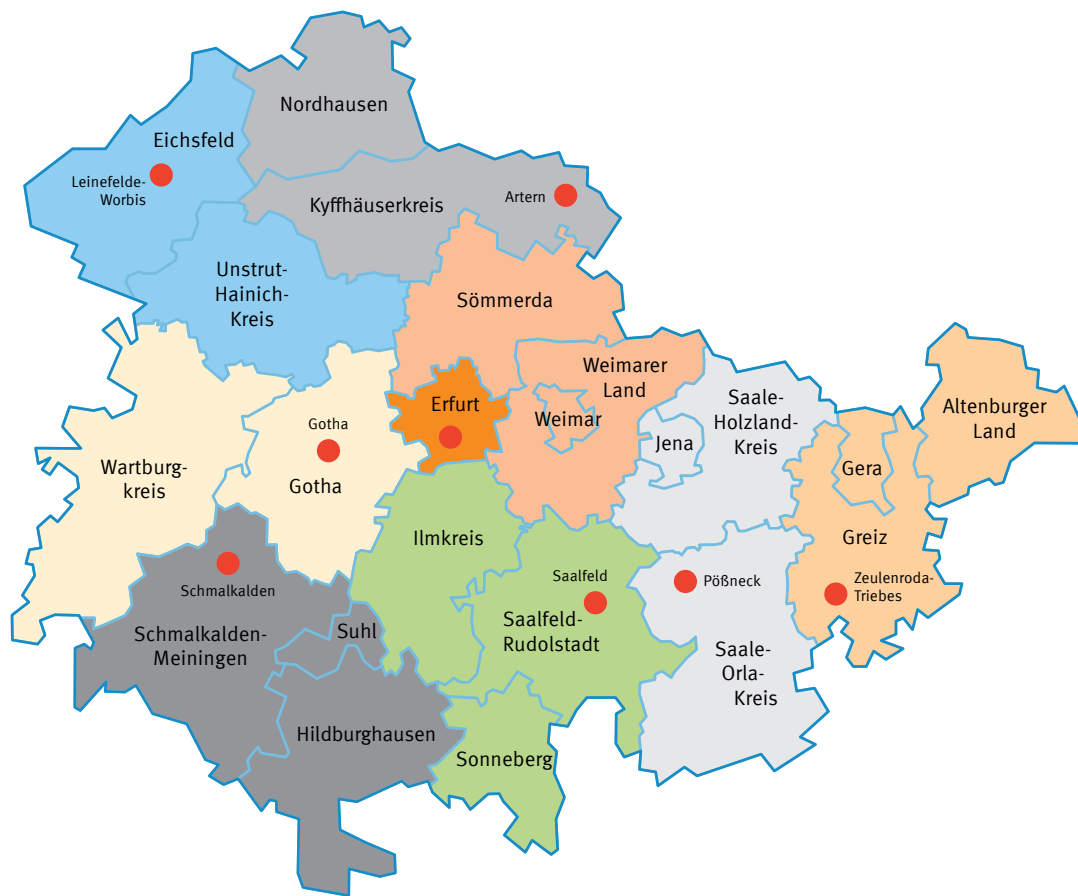 Nordhausen
Eichsfeld
Leinefelde-
Worbis
Artern
Kyffhäuserkreis
Unstrut-
Hainich-
Kreis
Sömmerda
Weimarer
Land
Weimar
Erfurt
Gotha
Gotha
Wartburg-
kreis
Saale-
Holzland-
Kreis
Jena
Altenburger
Land
Gera
Greiz
Ilmkreis
Schmalkalden
Saalfeld
Pößneck
Zeulenroda-
Triebes
Schmalkalden-
Meiningen
Suhl
Saalfeld-
Rudolstadt
Saale-
Orla-
Kreis
Hildburghausen
Sonneberg